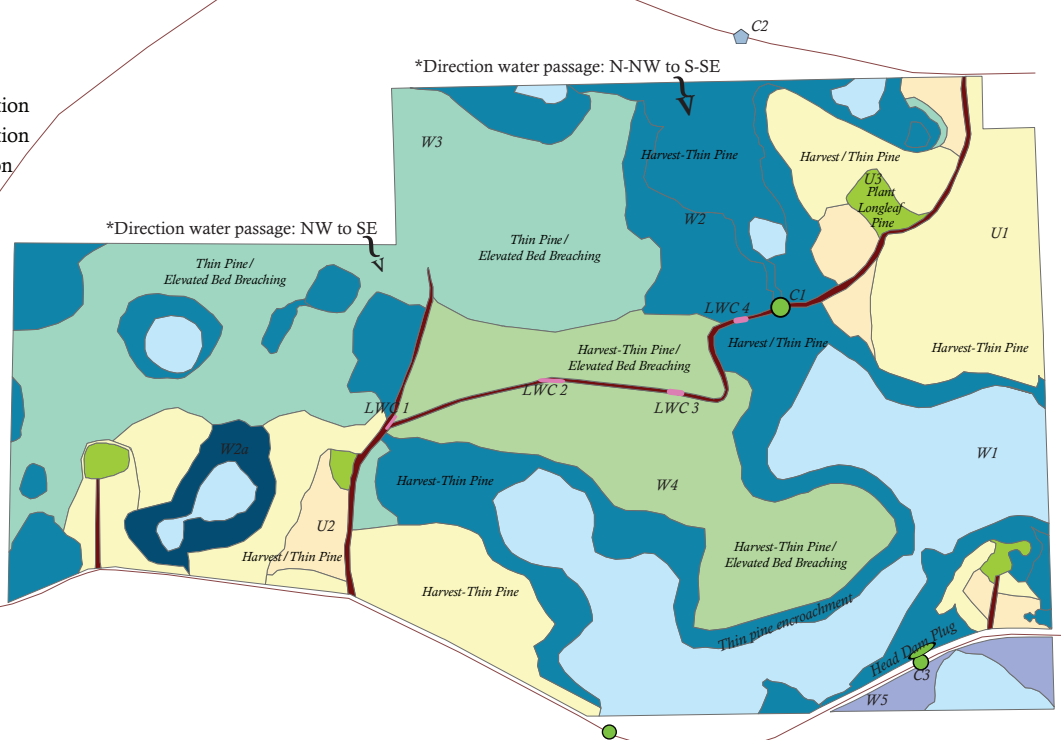 C2
*Direction water passage: N-NW to S-SE
tion
tion
on
W3
Harvest-Thin Pine
Harvest / Thin Pine
U3
Plant
Longleaf
Pine
W2
U1
*Direction water passage: NW to SE
Thin Pine/
Elevated Bed Breaching
Thin Pine/
Elevated Bed Breaching
C1
LWC 4
Harvest / Thin Pine
Harvest-Thin Pine
Harvest-Thin Pine/
Elevated Bed Breaching
LWC 1
LWC 2
LWC 3
W2a
W1
Harvest-Thin Pine
W4
U2
Harvest / Thin Pine
Harvest-Thin Pine/
Elevated Bed Breaching
Harvest-Thin Pine
Thin pine encroachment
Head Dam Plug
C3
W5